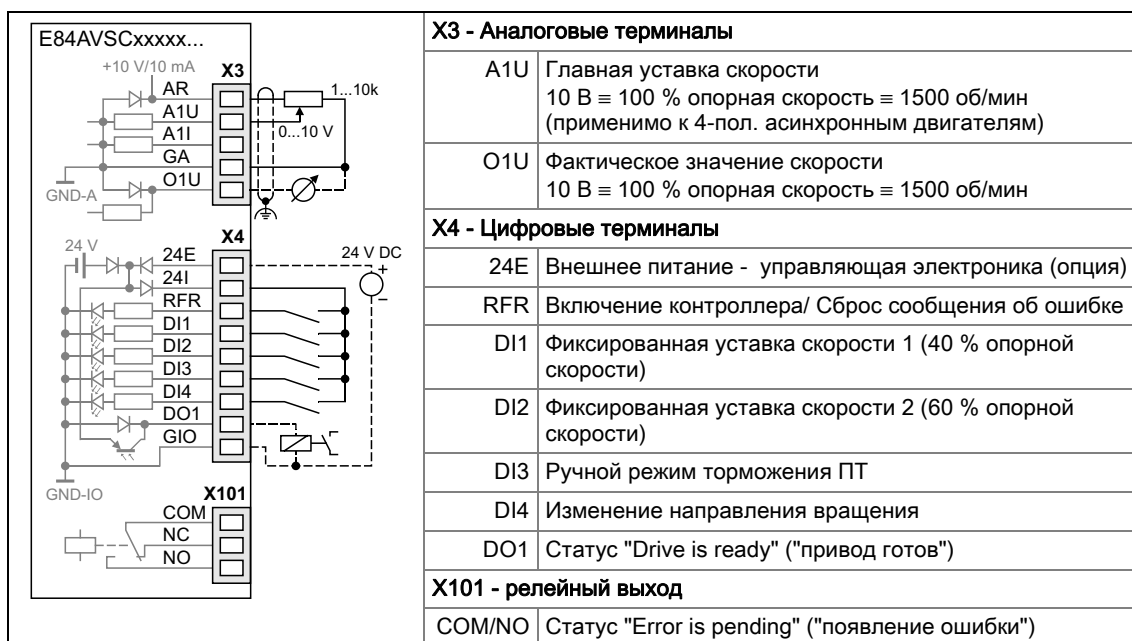 E84AVSCxxxxx...
+10 V/10 mA
X3
AR
A1U
A1I
GA
O1U
GND-A
1...10k
0...10 V
X4
24 V
24E
24I
RFR
DI1
DI2
DI3
DI4
DO1
GIO
GND-IO
24 V DC
+
–
X101
COM
NC
NO
X3 - Аналоговые терминалы
A1U Главная уставка скорости
10 В ≡ 100 % опорная скорость ≡ 1500 об/мин
(применимо к 4-пол. асинхронным двигателям)
O1U Фактическое значение скорости
10 В ≡ 100 % опорная скорость ≡ 1500 об/мин
X4 - Цифровые терминалы
24E Внешнее питание - управляющая электроника (опция)
RFR Включение контроллера/ Сброс сообщения об ошибке
DI1 Фиксированная уставка скорости 1 (40 % опорной
скорости)
DI2 Фиксированная уставка скорости 2 (60 % опорной
скорости)
DI3 Ручной режим торможения ПТ
DI4 Изменение направления вращения
DO1 Статус "Drive is ready" ("привод готов")
X101 - релейный выход
COM/NO Статус "Error is pending" ("появление ошибки")